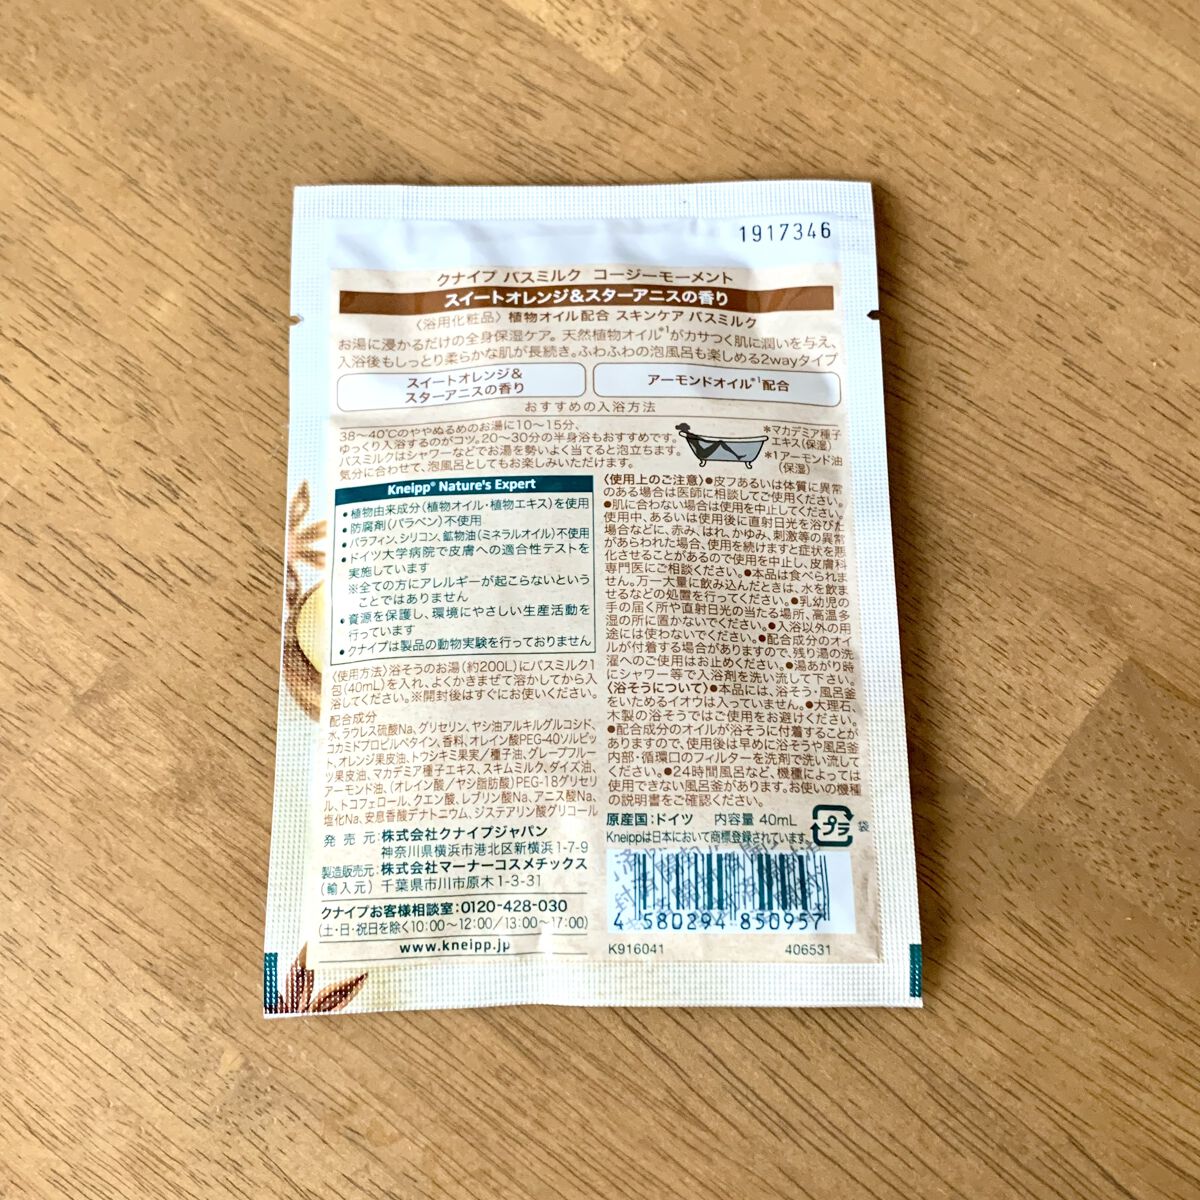 1917346
クナイプ バスミルク コージーモーメント
スイートオレンジ&スターアニスの香り
〈浴用化粧品〉植物オイル配合 スキンケア バスミルク
お湯に浸かるだけの全身保湿ケア。天然植物オイル*1がカサつく肌に潤いを与え、
入浴後もしっとり柔らかな肌が長続き。ふわふわの泡風呂も楽しめる2wayタイプ
スイートオレンジ&
スターアニスの香り
アーモンドオイル*1配合
おすすめの入浴方法
38〜40℃のややぬるめのお湯に10〜15分、
ゆっくり入浴するのがコツ。20〜30分の半身浴もおすすめです。
バスミルクはシャワーなどでお湯を勢いよく当てると泡立ちます。
気分に合わせて、泡風呂としてもお楽しみいただけます。
*マカデミア種子
エキス(保湿)
*1アーモンド油
(保湿)
Kneipp® Nature's Expert
●植物由来成分(植物オイル・植物エキス)を使用
●防腐剤(パラベン)不使用
●パラフィン、シリコン、鉱物油(ミネラルオイル)不使用
●ドイツ大学病院で皮膚への適合性テストを
実施しています
※全ての方にアレルギーが起こらないという
ことではありません
●資源を保護し、環境にやさしい生産活動を
行っています
●クナイプは製品の動物実験を行っておりません
〈使用方法〉浴そうのお湯(約200L)にバスミルク1
包(40mL)を入れ、よくかきまぜて溶かしてから入
浴してください。※開封後はすぐにお使いください。
配合成分
水、ラウレス硫酸Na、グリセリン、ヤシ油アルキルグルコシド、
コカミドプロピルベタイン、香料、オレイン酸PEG-40ソルビッ
ト、オレンジ果皮油、トウシキミ果実/種子油、グレープフルー
ツ果皮油、マカデミア種子エキス、スキムミルク、ダイズ油、
アーモンド油、(オレイン酸/ヤシ脂肪酸)PEG-18グリセリ
ル、トコフェロール、クエン酸、レブリン酸Na、アニス酸Na、
塩化Na、安息香酸デナトニウム、ジステアリン酸グリコール
発売元:株式会社クナイプジャパン
神奈川県横浜市港北区新横浜1-7-9
製造販売元:株式会社マーナーコスメチックス
(輸入元) 千葉県市川市原木1-3-31
クナイプお客様相談室:0120-428-030
(土・日・祝日を除く10:00〜12:00/13:00〜17:00)
www.kneipp.jp
〈使用上のご注意〉●皮フあるいは体質に異常
のある場合は医師に相談してご使用ください。
●肌に合わない場合は使用を中止してください。
使用中、あるいは使用後に直射日光を浴びた
場合などに、赤み、はれ、かゆみ、刺激等の異常
があらわれた場合、使用を続けますと症状を悪
化させることがあるので使用を中止し、皮膚科
専門医にご相談ください。●本品は食べられま
せん。万一大量に飲み込んだときは、水を飲ま
せるなどの処置を行ってください。●乳幼児の
手の届く所や直射日光の当たる場所、高温多
湿の所に置かないでください。●入浴以外の用
途には使わないでください。●配合成分のオイ
ルが付着する場合がありますので、残り湯の洗
濯へのご使用はお止めください。●湯あがり時
にシャワー等で入浴剤を洗い流して下さい。
〈浴そうについて〉●本品には、浴そう・風呂釜
をいためるイオウは入っていません。●大理石、
木製の浴そうではご使用をお避けください。
●配合成分のオイルが浴そうに付着することが
ありますので、使用後は早めに浴そうや風呂釜
内部・循環口のフィルターを洗剤で洗い流して
ください。●24時間風呂など、機種によっては
使用できない風呂釜があります。お使いの機種
の説明書をご確認ください。
原産国:ドイツ 内容量 40mL
Kneippは日本において商標登録されています。
プラ
袋
4 580294 850957
K916041
406531